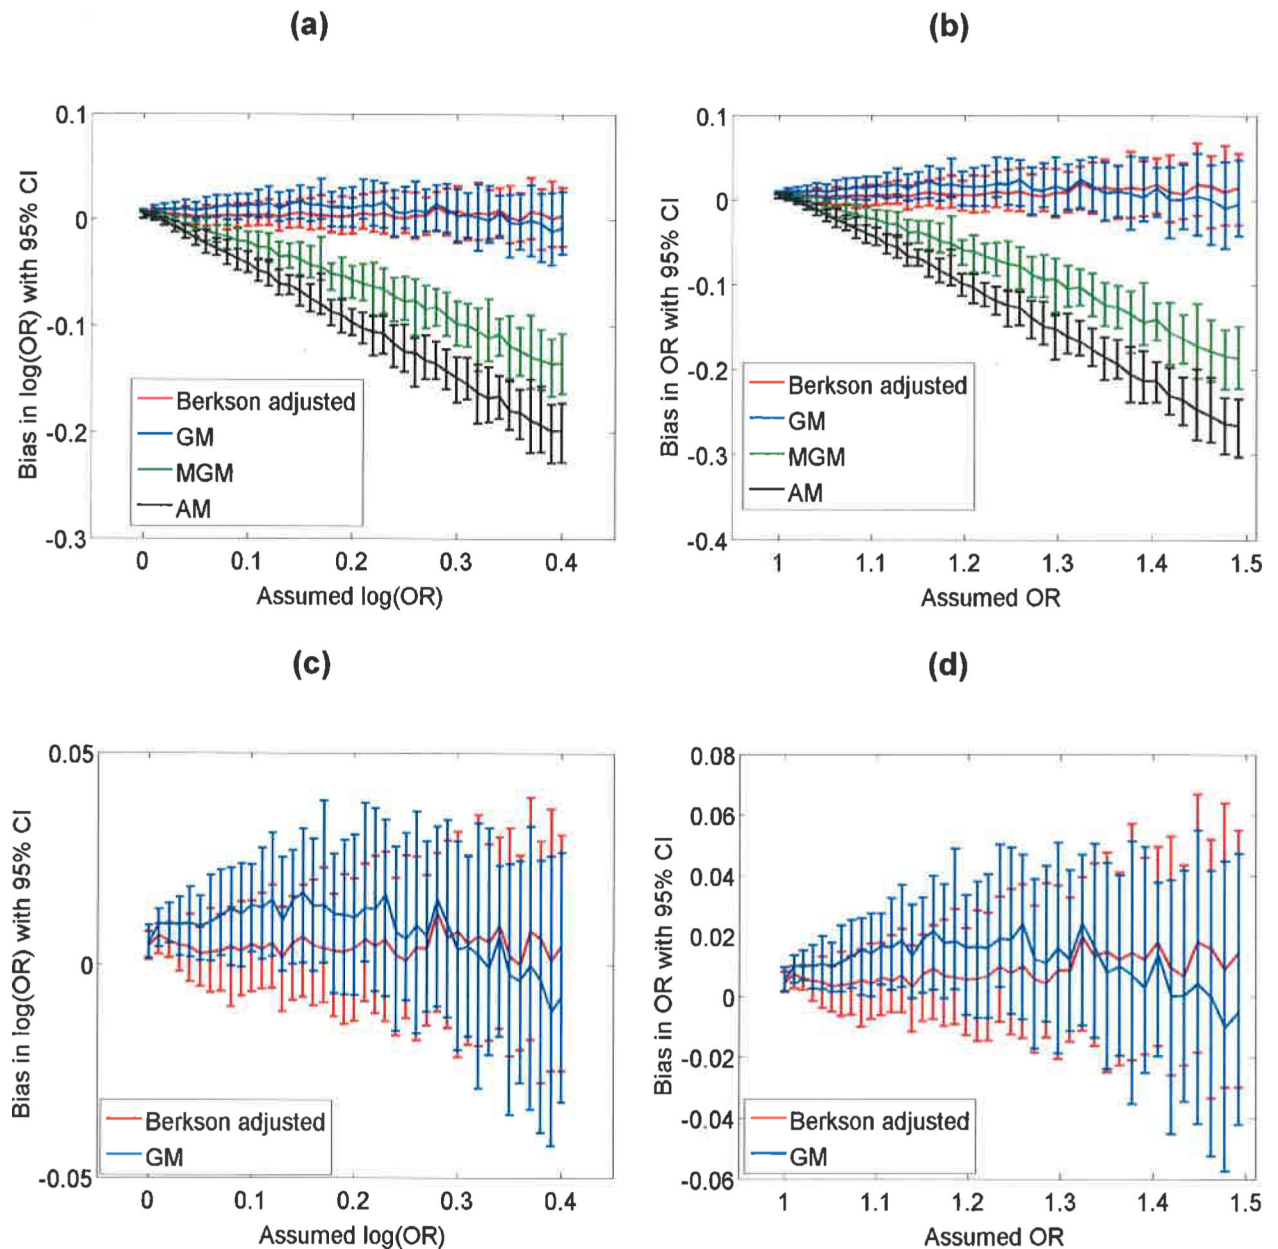 (a)
0.1
0
-0.1
-0.2
-0.3
Bias in log(OR) with 95% CI
Berkson adjusted
GM
MGM
AM
0 0.1 0.2 0.3 0.4
Assumed log(OR)
(b)
0.1
0
-0.1
-0.2
-0.3
-0.4
Bias in OR with 95% CI
Berkson adjusted
GM
MGM
AM
1 1.1 1.2 1.3 1.4 1.5
Assumed OR
(c)
0.05
0
-0.05
Bias in log(OR) with 95% CI
Berkson adjusted
GM
0 0.1 0.2 0.3 0.4
Assumed log(OR)
(d)
0.08
0.06
0.04
0.02
0
-0.02
-0.04
-0.06
Bias in OR with 95% CI
Berkson adjusted
GM
1 1.1 1.2 1.3 1.4 1.5
Assumed OR